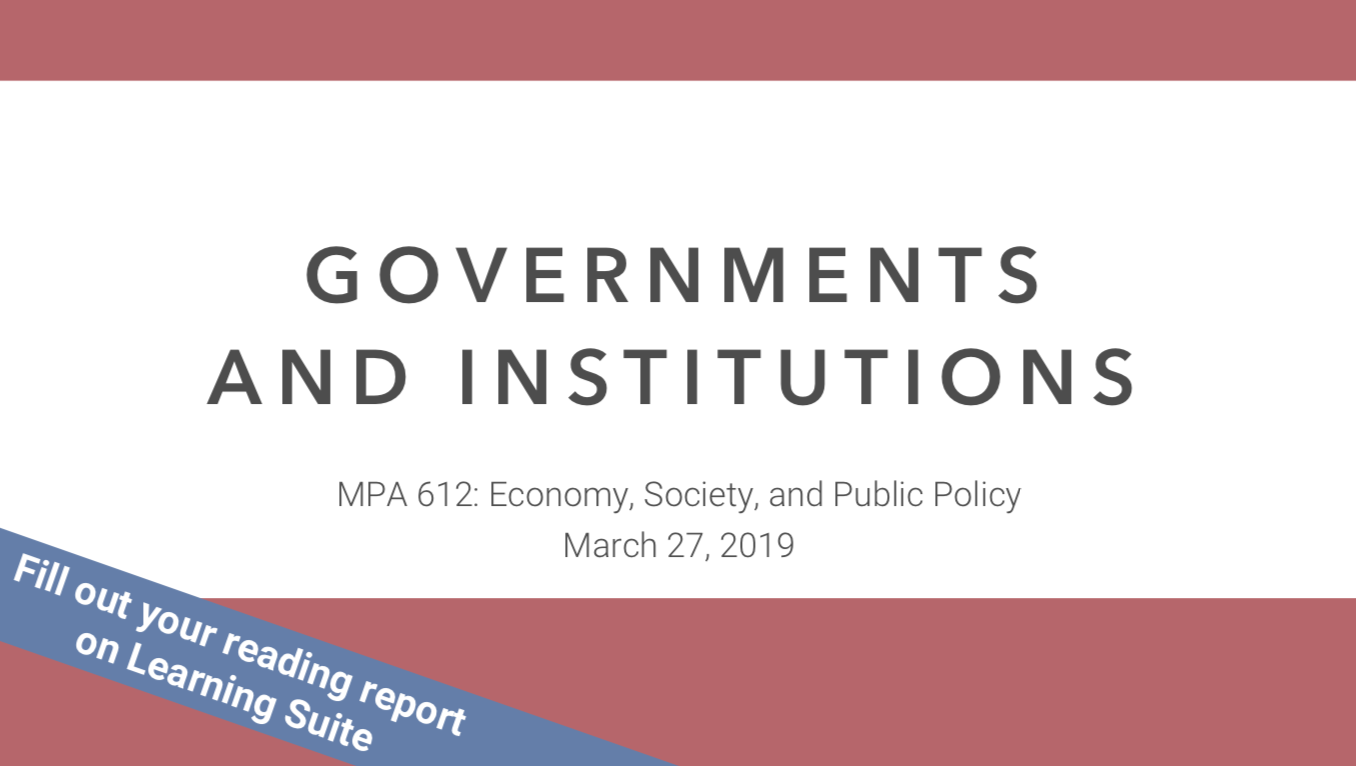 GOVERNMENTS
AND INSTITUTIONS
MPA 612: Economy, Society, and Public Policy
March 27, 2019
Fill out your reading report
on Learning Suite